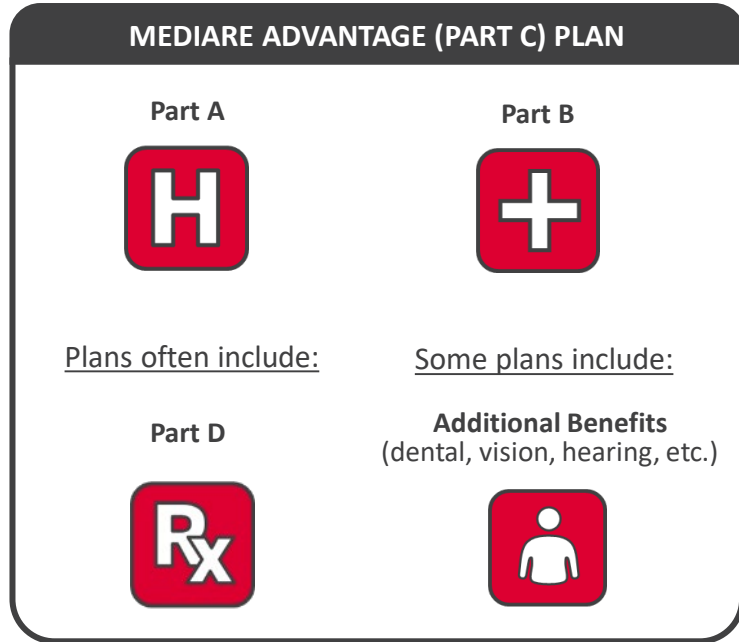 MEDIARE ADVANTAGE (PART C) PLAN
Part A
Part B
H
Plans often include:
Some plans include:
Part D
Additional Benefits
(dental, vision, hearing, etc.)
Rx